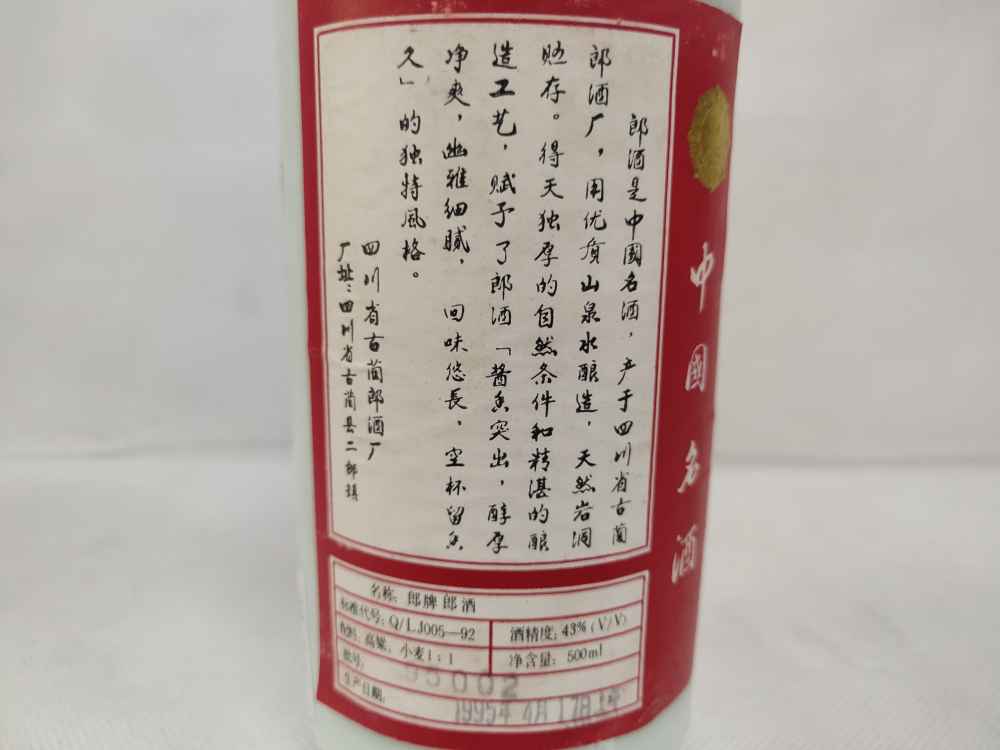 郎酒是中國名酒，产于四川省古蔺
郎酒厂，用优质山泉水酿造，天然岩洞
贮存。得天独厚的自然条件和精湛的酿
造工艺，赋予了郎酒「酱香突出，醇厚
净爽，幽雅细腻，回味悠長，空杯留香
久」的独特風格。
四川省古蔺郎酒厂
厂址：四川省古蔺县二郎镇
中國名酒
名称：郎牌郎酒
标准代号：Q/LJ005—92
酒精度：43%（V/V）
配料：高粱、小麦1：1
净含量：500ml
批号：95002
生产日期：1995年4月17日